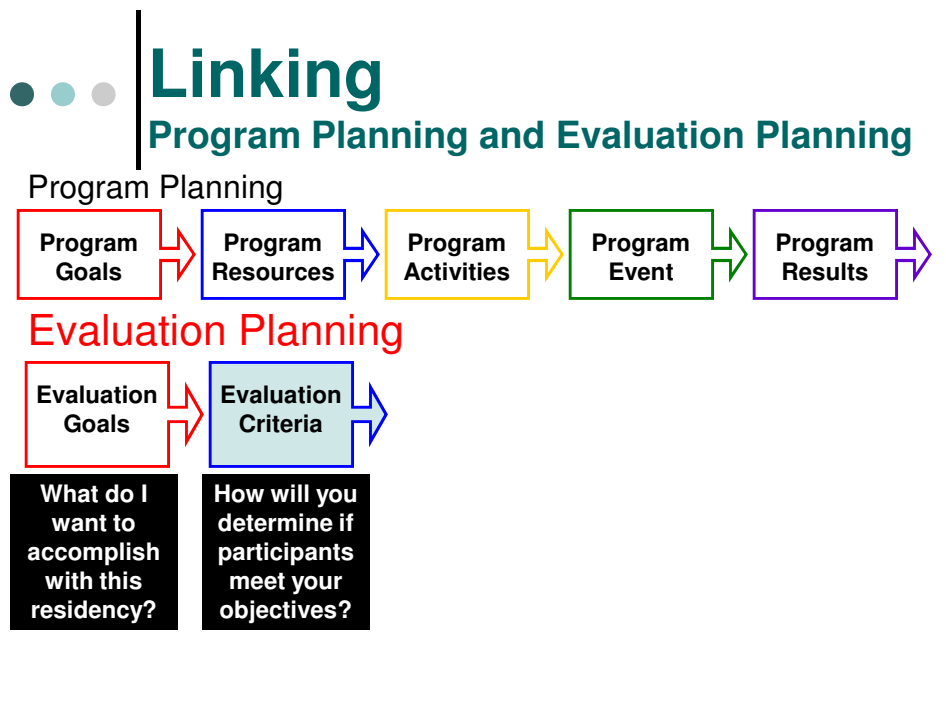 Linking
Program Planning and Evaluation Planning
Program Planning
Program
Goals
Program
Resources
Program
Activities
Program
Event
Program
Results
Evaluation Planning
Evaluation
Goals
Evaluation
Criteria
What do I
want to
accomplish
with this
residency?
How will you
determine if
participants
meet your
objectives?